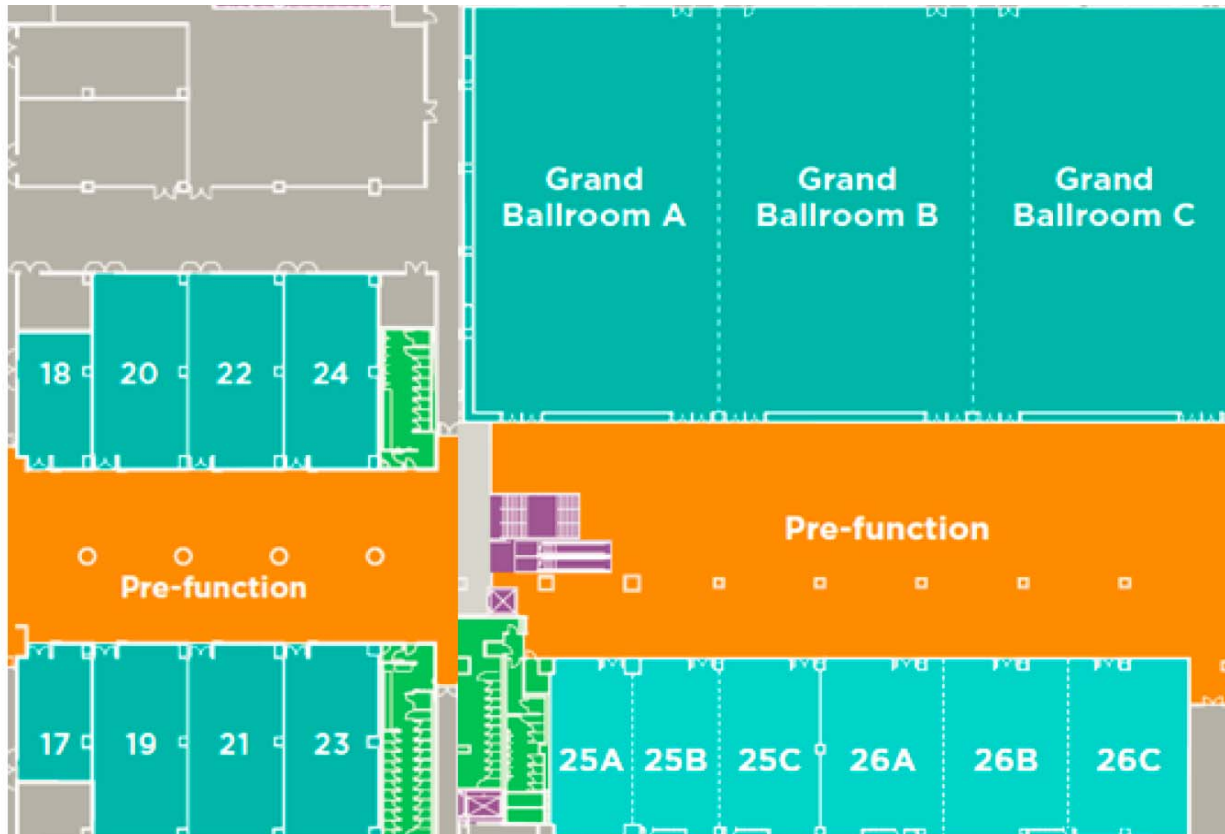 Grand
Ballroom A
Grand
Ballroom B
Grand
Ballroom C
18
20
22
24
Pre-function
Pre-function
17
19
21
23
25A
25B
25C
26A
26B
26C